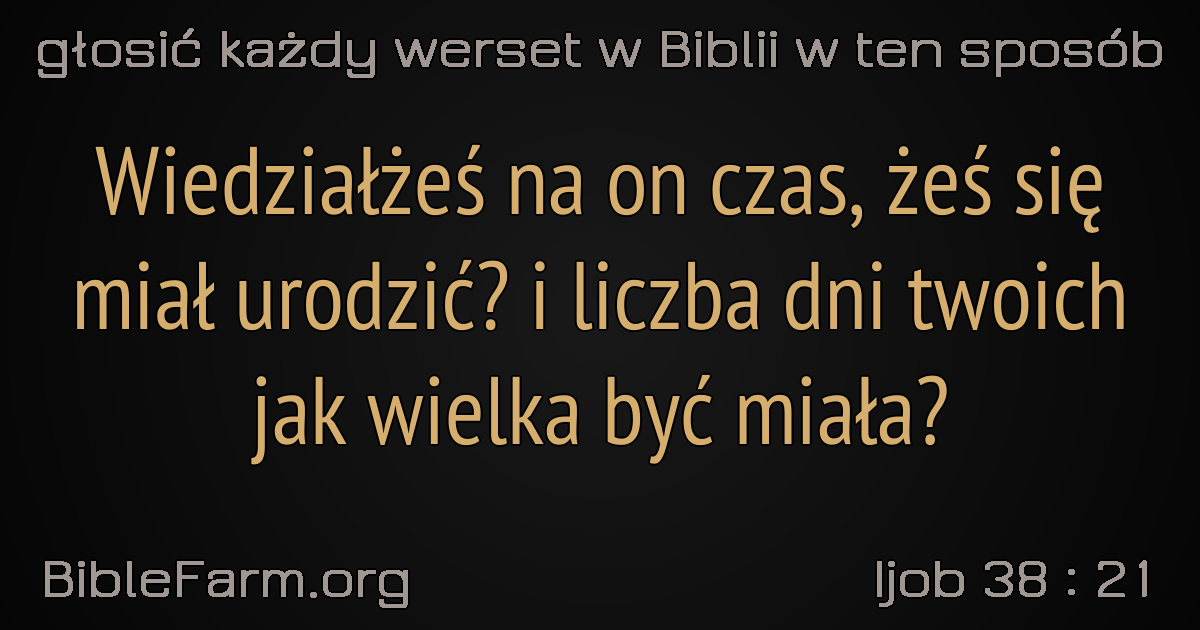 głosić każdy werset w Biblii w ten sposób
Wiedziałżeś na on czas, żeś się
miał urodzić? i liczba dni twoich
jak wielka być miała?
BibleFarm.org
Ijob 38 : 21